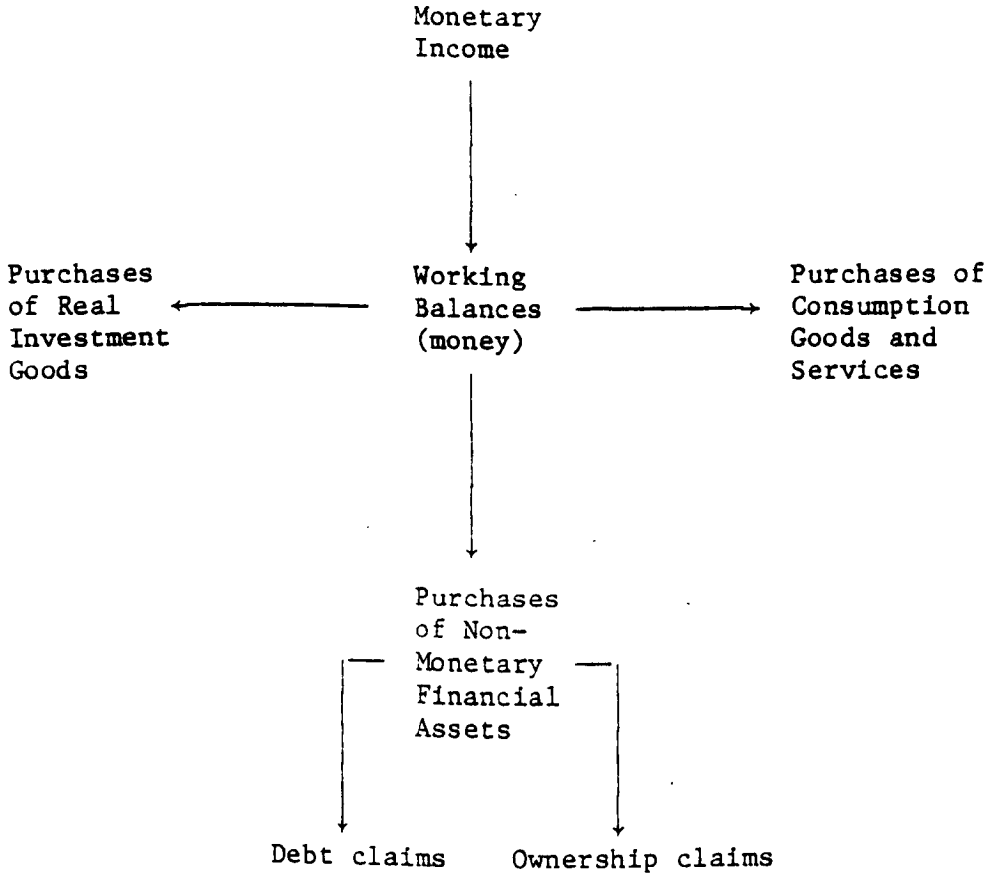 Monetary
Income
Purchases
of Real
Investment
Goods
Working
Balances
(money)
Purchases of
Consumption
Goods and
Services
Purchases
of Non-
Monetary
Financial
Assets
Debt claims
Ownership claims